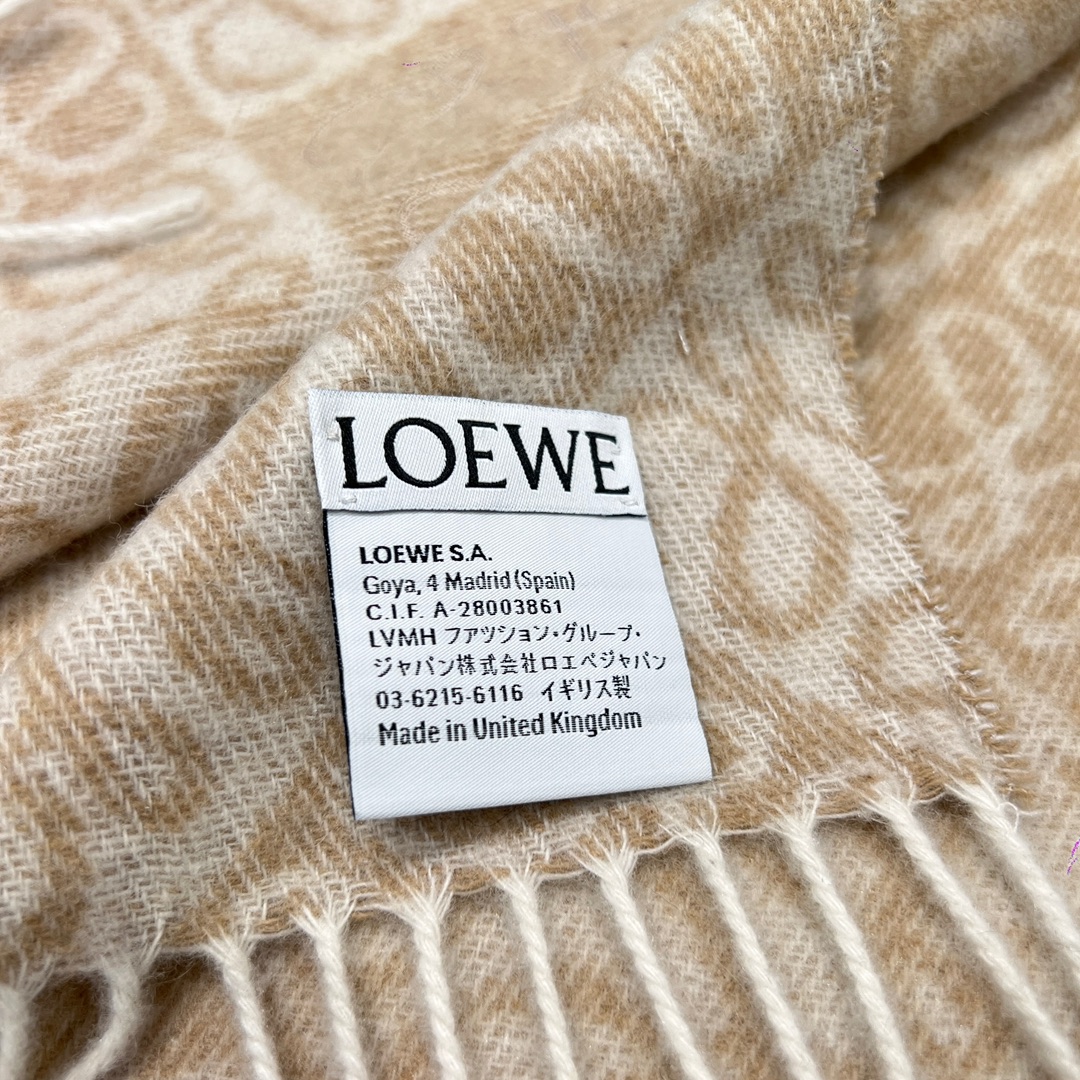 LOEWE
LOEWE S.A.
Goya, 4 Madrid (Spain)
C.I.F. A-28003861
LVMH ファツション・グループ・
ジャパン株式会社ロエベジャパン
03-6215-6116 イギリス製
Made in United Kingdom